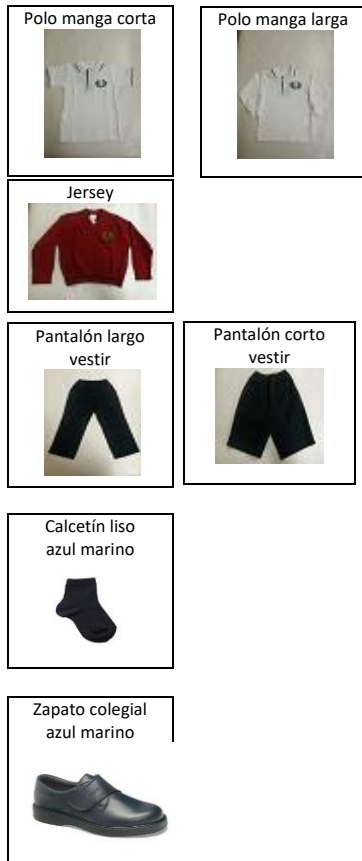 Polo manga corta
Polo manga larga
Jersey
Pantalón largo
vestir
Pantalón corto
vestir
Calcetín liso
azul marino
Zapato colegial
azul marino